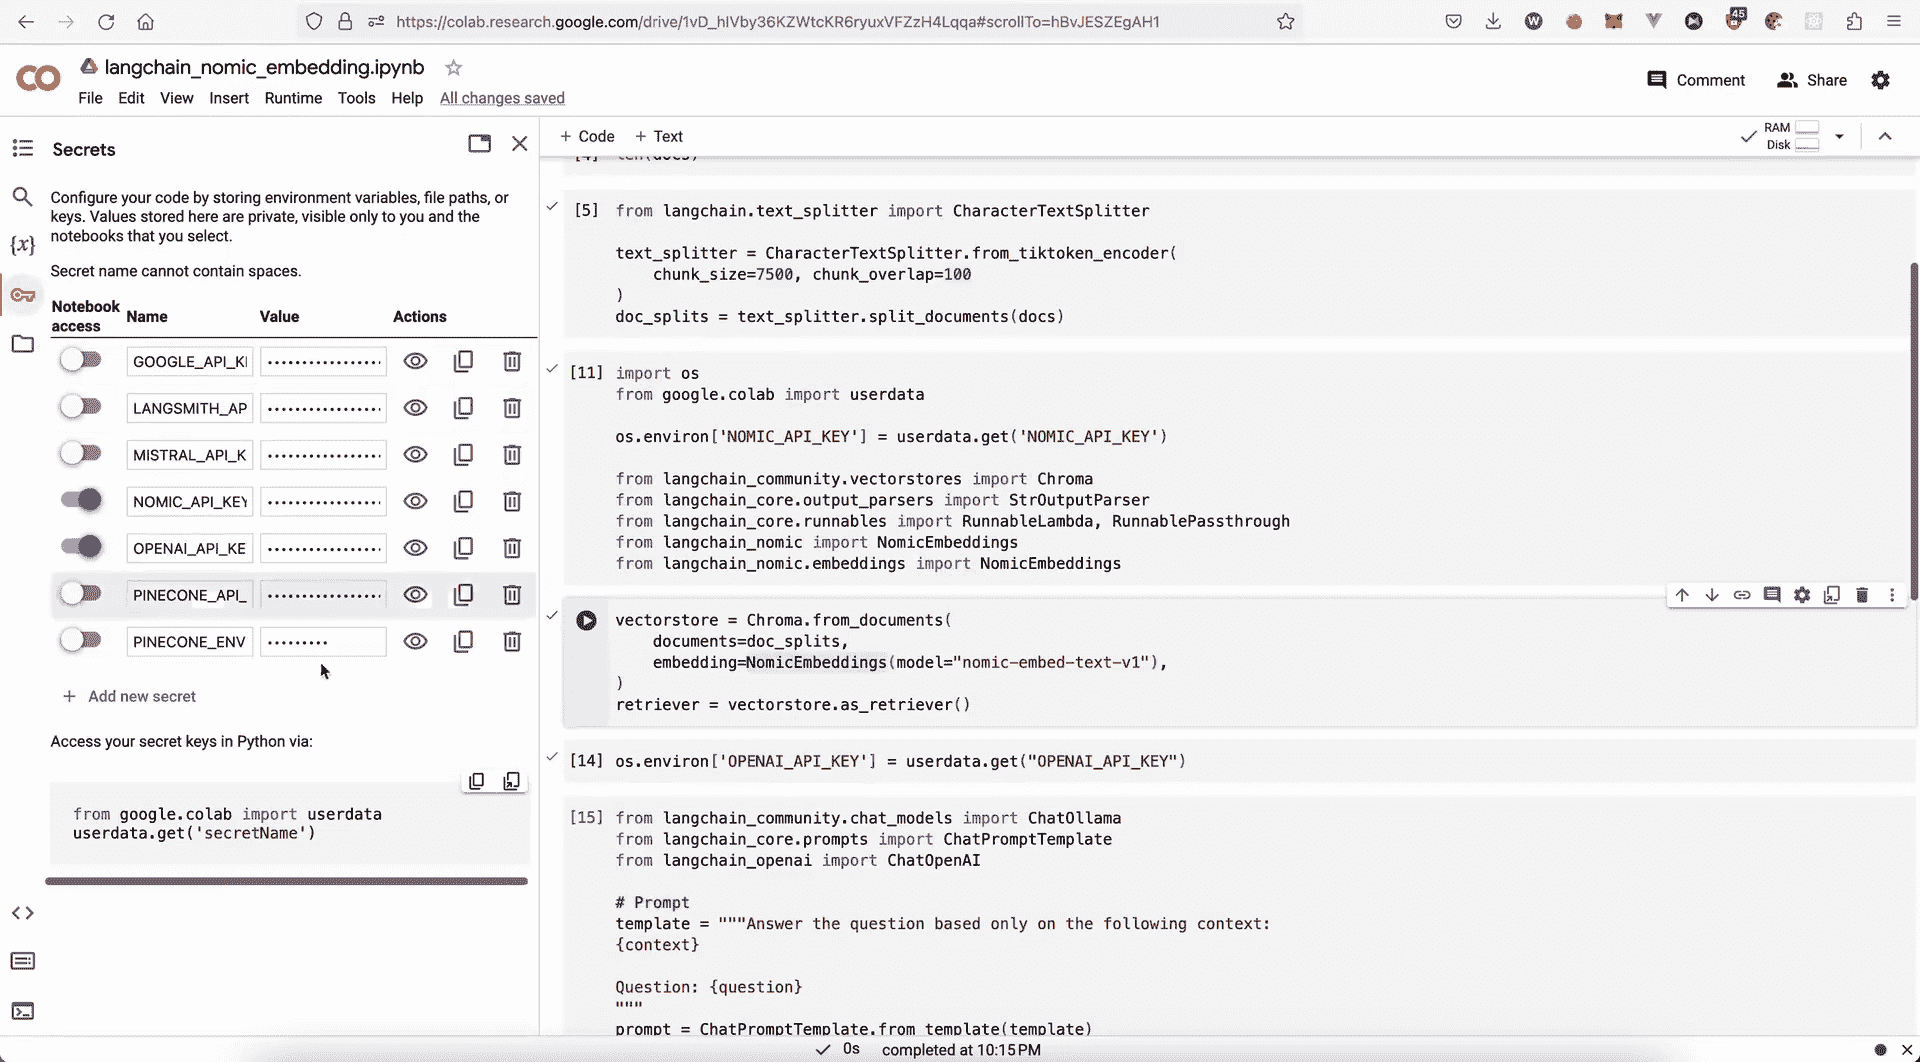 https://colab.research.google.com/drive/1vD_hIVby36KZWtcKR6ryuxVFZzH4Lqqa#scrollTo=hBvJESZEgAH1
45
CO
langchain_nomic_embedding.ipynb
File Edit View Insert Runtime Tools Help All changes saved
Comment
Share
Secrets
Configure your code by storing environment variables, file paths, or
keys. Values stored here are private, visible only to you and the
notebooks that you select.
Secret name cannot contain spaces.
Notebook access Name Value Actions
GOOGLE_API_K
LANGSMITH_AP
MISTRAL_API_K
NOMIC_API_KEY
OPENAI_API_KE
PINECONE_API_
PINECONE_ENV
+ Add new secret
Access your secret keys in Python via:
from google.colab import userdata
userdata.get('secretName')
+ Code + Text
RAM
Disk
[4] len(docs)
[5] from langchain.text_splitter import CharacterTextSplitter
text_splitter = CharacterTextSplitter.from_tiktoken_encoder(
chunk_size=7500, chunk_overlap=100
)
doc_splits = text_splitter.split_documents(docs)
[11] import os
from google.colab import userdata
os.environ['NOMIC_API_KEY'] = userdata.get('NOMIC_API_KEY')
from langchain_community.vectorstores import Chroma
from langchain_core.output_parsers import StrOutputParser
from langchain_core.runnables import RunnableLambda, RunnablePassthrough
from langchain_nomic import NomicEmbeddings
from langchain_nomic.embeddings import NomicEmbeddings
vectorstore = Chroma.from_documents(
documents=doc_splits,
embedding=NomicEmbeddings(model="nomic-embed-text-v1"),
)
retriever = vectorstore.as_retriever()
[14] os.environ['OPENAI_API_KEY'] = userdata.get("OPENAI_API_KEY")
[15] from langchain_community.chat_models import ChatOllama
from langchain_core.prompts import ChatPromptTemplate
from langchain_openai import ChatOpenAI
# Prompt
template = """Answer the question based only on the following context:
{context}
Question: {question}
"""
prompt = ChatPromptTemplate.from_template(template)
0s completed at 10:15 PM